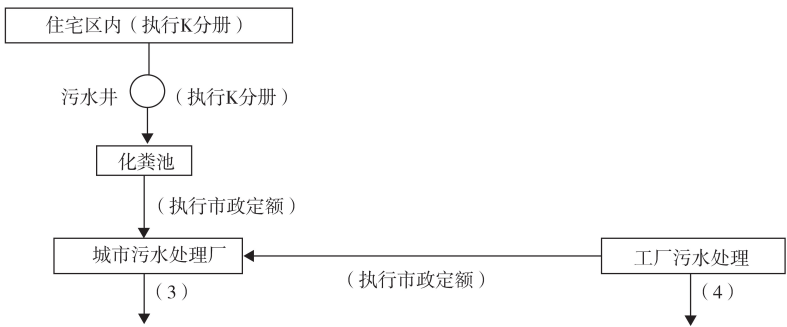 住宅区内（执行K分册）
污水井 （执行K分册）
化粪池
（执行市政定额）
城市污水处理厂
工厂污水处理
（执行市政定额）
（3）
（4）